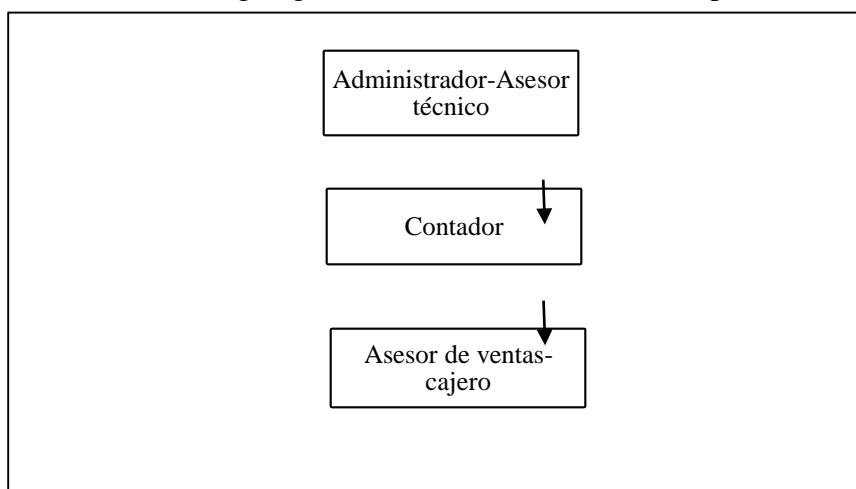 Administrador-Asesor
técnico
Contador
Asesor de ventas-
cajero